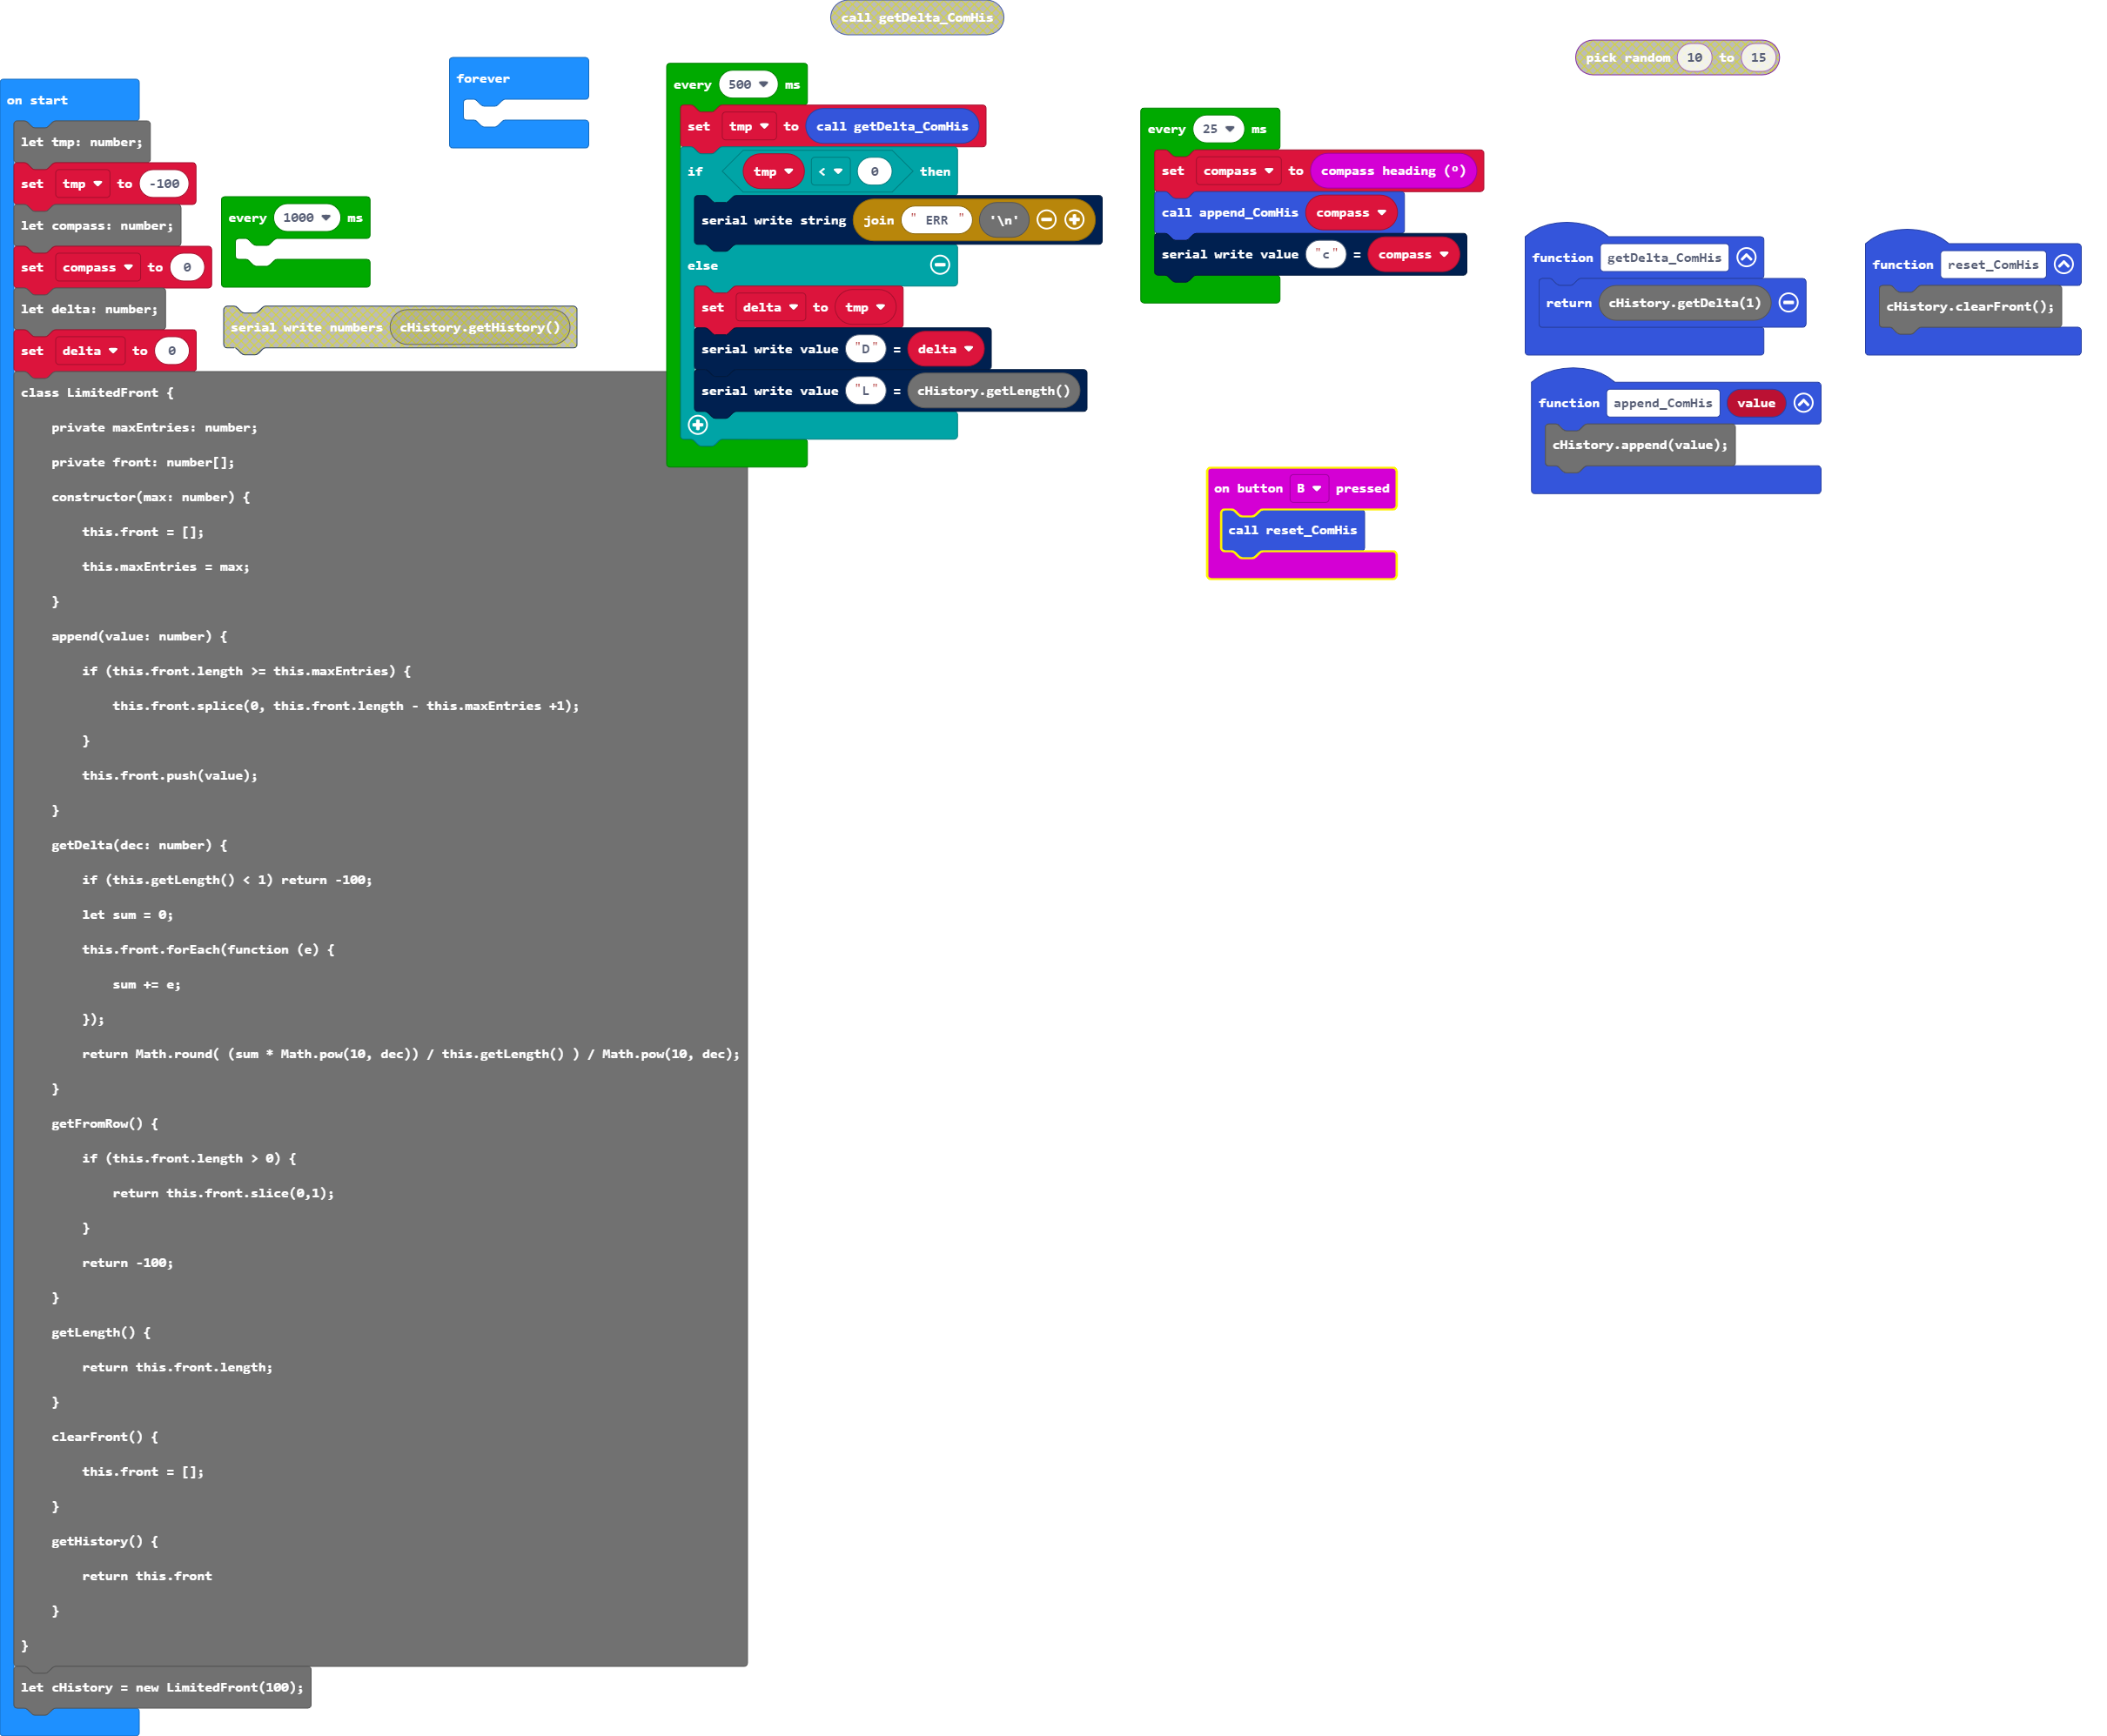 call getDelta_ComHis
pick random 10 to 15
on start
let tmp: number;
set tmp to -100
let compass: number;
set compass to 0
let delta: number;
set delta to 0
class LimitedFront {
private maxEntries: number;
private front: number[];
constructor(max: number) {
this.front = [];
this.maxEntries = max;
}
append(value: number) {
if (this.front.length >= this.maxEntries) {
this.front.splice(0, this.front.length - this.maxEntries +1);
}
this.front.push(value);
}
getDelta(dec: number) {
if (this.getLength() < 1) return -100;
let sum = 0;
this.front.forEach(function (e) {
sum += e;
});
return Math.round( (sum * Math.pow(10, dec)) / this.getLength() ) / Math.pow(10, dec);
}
getFromRow() {
if (this.front.length > 0) {
return this.front.slice(0,1);
}
return -100;
}
getLength() {
return this.front.length;
}
clearFront() {
this.front = [];
}
getHistory() {
return this.front
}
}
let cHistory = new LimitedFront(100);
every 1000 ms
serial write numbers cHistory.getHistory()
forever
every 500 ms
set tmp to call getDelta_ComHis
if tmp < 0 then
serial write string join " ERR " '\n'
else
set delta to tmp
serial write value "D" = delta
serial write value "L" = cHistory.getLength()
every 25 ms
set compass to compass heading (°)
call append_ComHis compass
serial write value "c" = compass
on button B pressed
call reset_ComHis
function getDelta_ComHis
return cHistory.getDelta(1)
function append_ComHis value
cHistory.append(value);
function reset_ComHis
cHistory.clearFront();